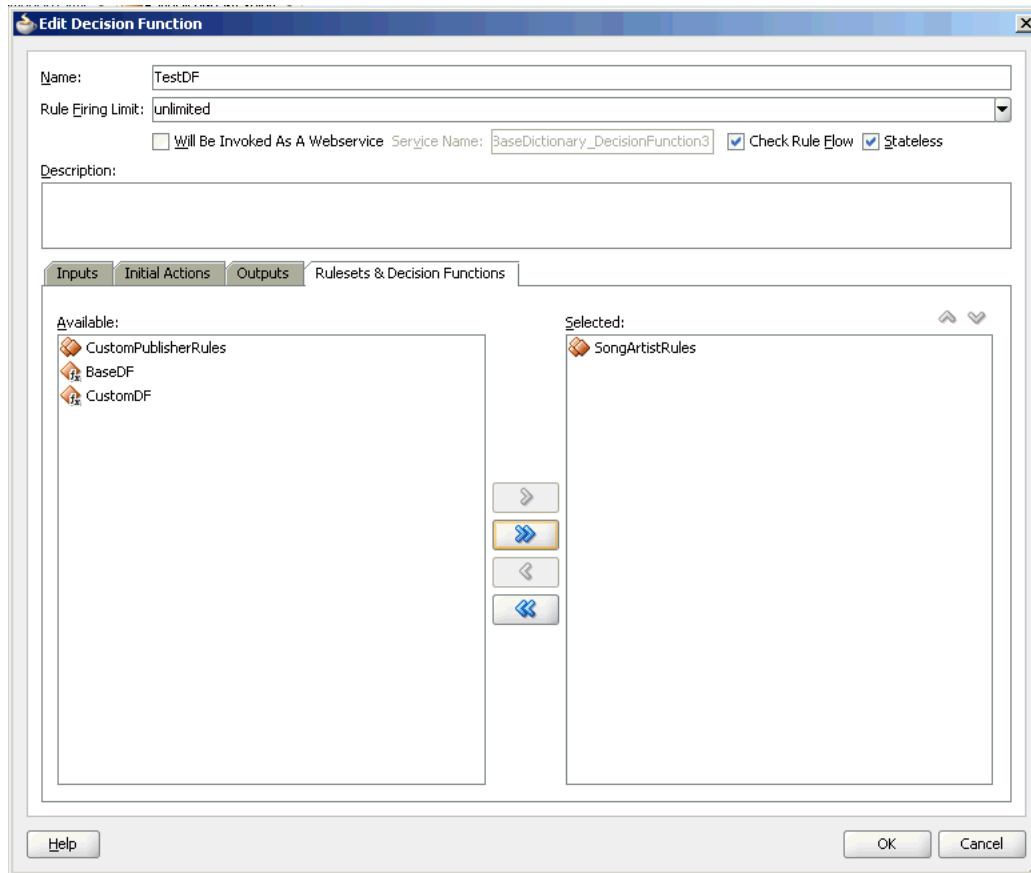 Edit Decision Function
Name: TestDF
Rule Firing Limit: unlimited
Will Be Invoked As A Webservice Service Name: BaseDictionary_DecisionFunction3 Check Rule Flow Stateless
Description:
Inputs Initial Actions Outputs Rulesets & Decision Functions
Available: Selected:
CustomPublisherRules SongArtistRules
BaseDF
CustomDF
Help OK Cancel